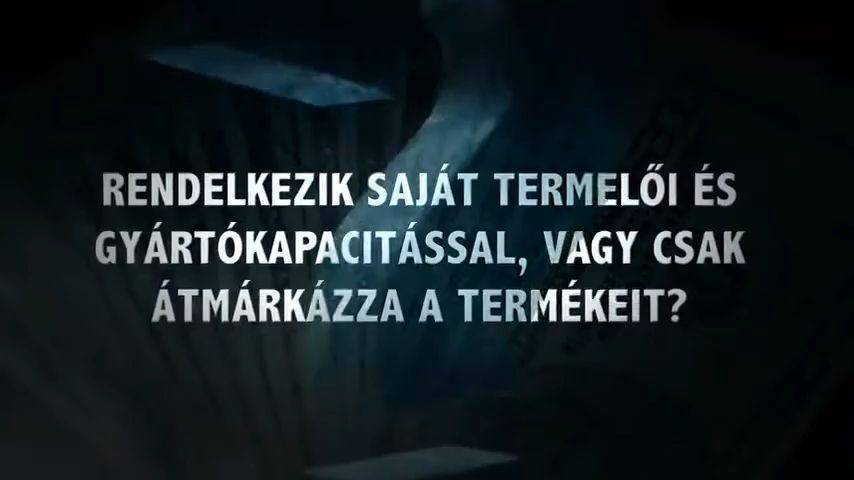 RENDELKEZIK SAJÁT TERMELŐI ÉS
GYÁRTÓKAPACITÁSSAL, VAGY CSAK
ÁTMÁRKÁZZA A TERMÉKEIT?